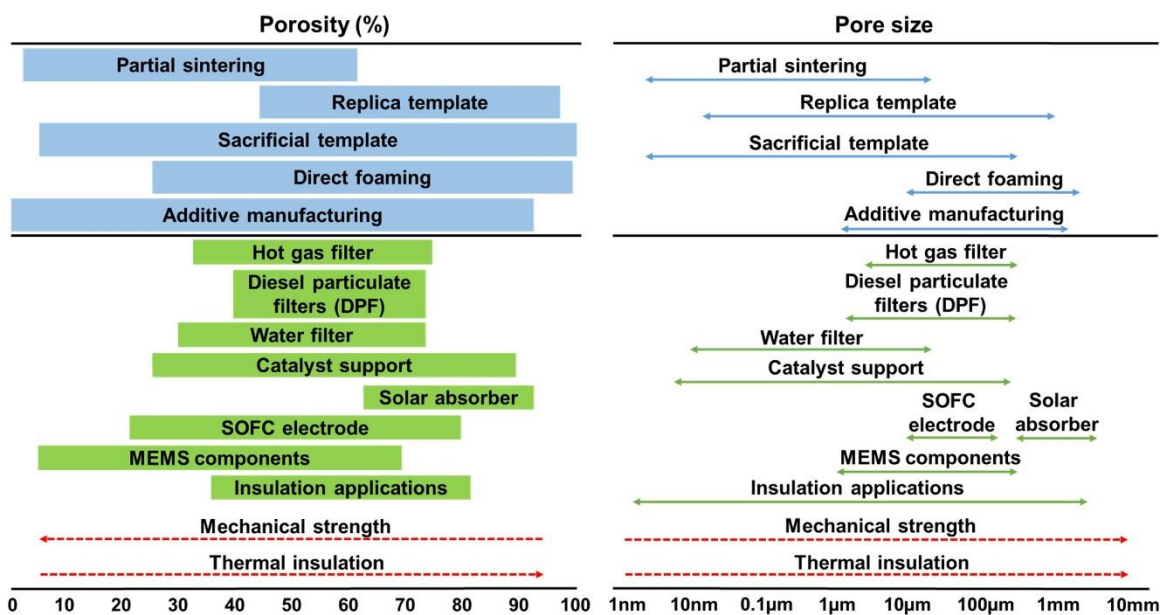 Porosity (%)
Partial sintering
Replica template
Sacrificial template
Direct foaming
Additive manufacturing
Hot gas filter
Diesel particulate
filters (DPF)
Water filter
Catalyst support
Solar absorber
SOFC electrode
MEMS components
Insulation applications
Mechanical strength
Thermal insulation
0 10 20 30 40 50 60 70 80 90 100
Pore size
Partial sintering
Replica template
Sacrificial template
Direct foaming
Additive manufacturing
Hot gas filter
Diesel particulate
filters (DPF)
Water filter
Catalyst support
SOFC
electrode
Solar
absorber
MEMS components
Insulation applications
Mechanical strength
Thermal insulation
1nm 10nm 0.1µm 1µm 10µm 100µm 1mm 10mm